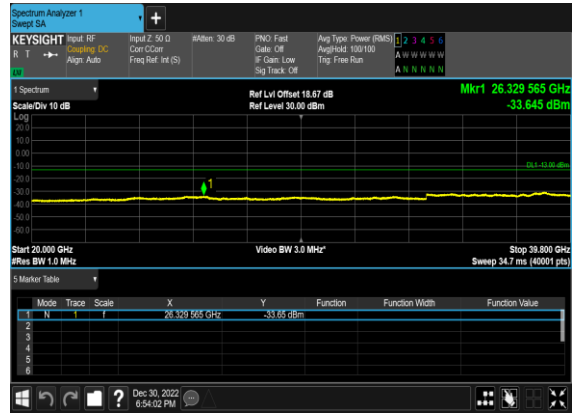 Spectrum Analyzer 1
Swept SA
+
KEYSIGHT Input: RF Input Z: 50 Ω #Atten: 30 dB PNO: Fast Avg Type: Power (RMS) 1 2 3 4 5 6
R T Coupling: DC Corr CCorr Gate: Off Avg|Hold: 100/100 A W W W W W
Align: Auto Freq Ref: Int (S) IF Gain: Low Trig: Free Run
LW Sig Track: Off A N N N N N
1 Spectrum Ref Lvl Offset 18.67 dB Mkr1 26.329 565 GHz
Scale/Div 10 dB Ref Level 30.00 dBm -33.645 dBm
Log
20.0
10.0
0.00
-10.0 DL1 -13.00 dBm
-20.0
-30.0 1
-40.0
-50.0
-60.0
Start 20.000 GHz Video BW 3.0 MHz* Stop 39.800 GHz
#Res BW 1.0 MHz Sweep 34.7 ms (40001 pts)
5 Marker Table
Mode Trace Scale X Y Function Function Width Function Value
1 N 1 f 26.329 565 GHz -33.65 dBm
2
3
4
5
6
? Dec 30, 2022
6:54:02 PM